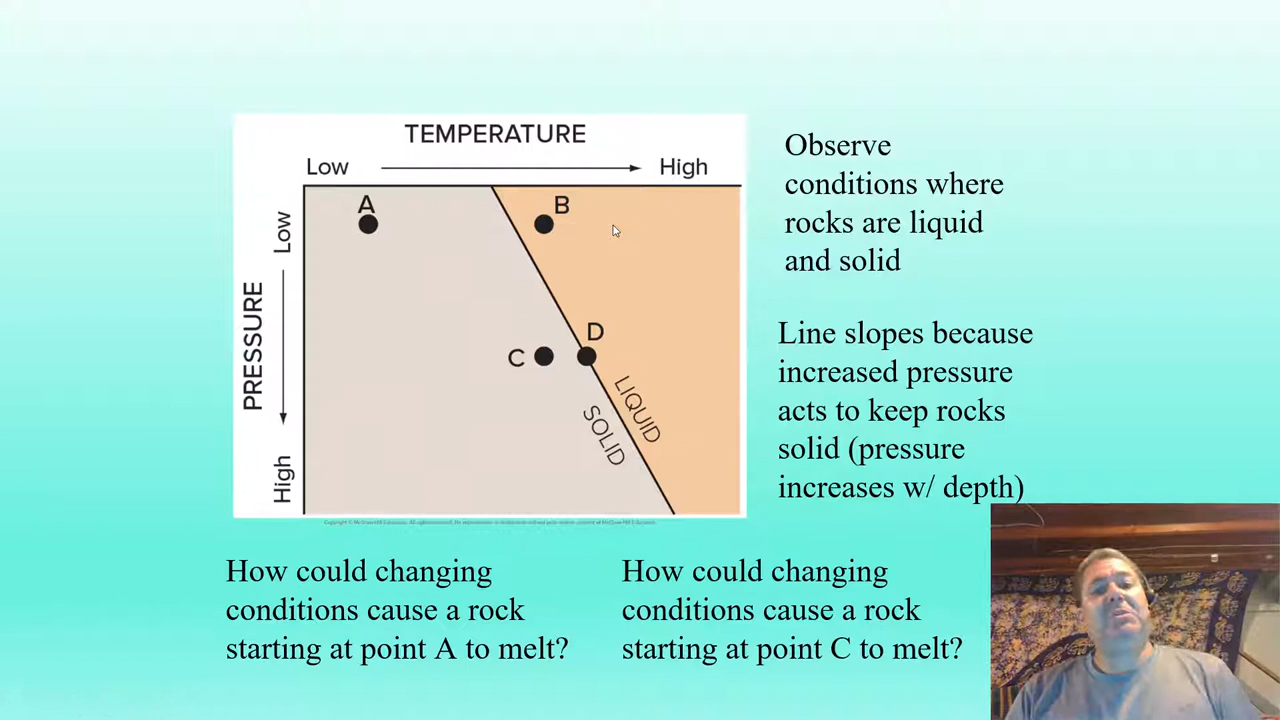 TEMPERATURE
Low
High
Low
PRESSURE
High
A
B
C
D
LIQUID
SOLID
Observe
conditions where
rocks are liquid
and solid
Line slopes because
increased pressure
acts to keep rocks
solid (pressure
increases w/ depth)
How could changing
conditions cause a rock
starting at point A to melt?
How could changing
conditions cause a rock
starting at point C to melt?